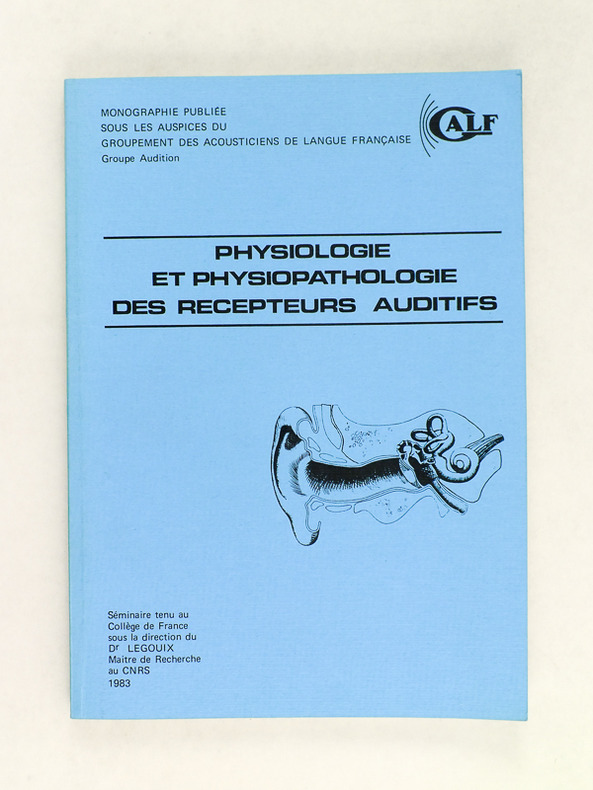 MONOGRAPHIE PUBLIÉE
SOUS LES AUSPICES DU
GROUPEMENT DES ACOUSTICIENS DE LANGUE FRANÇAISE
Groupe Audition
GALF
PHYSIOLOGIE
ET PHYSIOPATHOLOGIE
DES RECEPTEURS AUDITIFS
Séminaire tenu au
Collège de France
sous la direction du
Dr LEGOUIX
Maitre de Recherche
au CNRS
1983